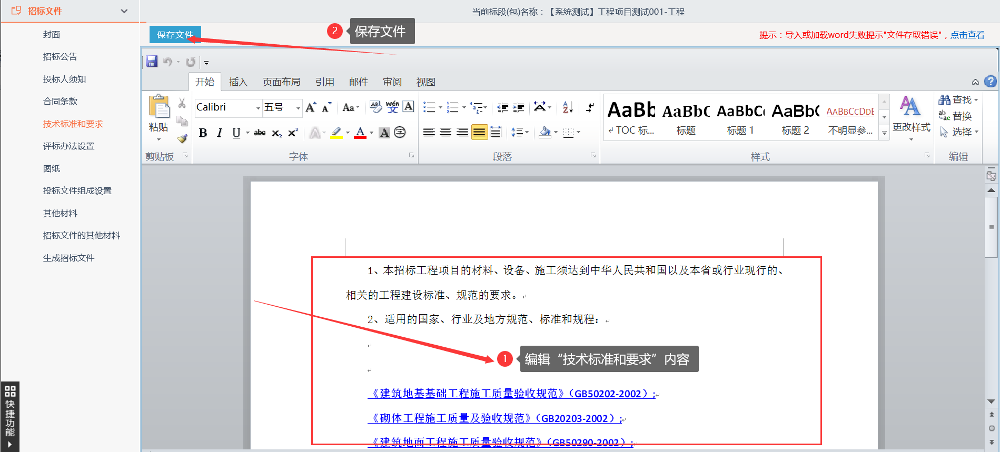 招标文件
当前标段(包)名称：【系统测试】工程项目测试001-工程
封面
招标公告
投标人须知
合同条款
技术标准和要求
评标办法设置
图纸
投标文件组成设置
其他材料
招标文件的其他材料
生成招标文件
快捷功能
保存文件
2 保存文件
提示：导入或加载word失败提示"文件存取错误"，点击查看
开始 插入 页面布局 引用 邮件 审阅 视图
粘贴
剪贴板
Calibri 五号 Aa wén 文 A
B I U abc x₂ x² A A A 字
字体
段落
AaBb AaBbC AaBbC AaBbC AABBCCDDE
TOC 标... 标题 标题 1 标题 2 不明显参...
样式
更改样式
查找
替换
选择
编辑
1、本招标工程项目的材料、设备、施工须达到中华人民共和国以及本省或行业现行的、
相关的工程建设标准、规范的要求。
2、适用的国家、行业及地方规范、标准和规程：
1 编辑“技术标准和要求”内容
《建筑地基基础工程施工质量验收规范》（GB50202-2002）;
《砌体工程施工质量及验收规范》（GB20203-2002）;
《建筑地面工程施工质量验收规范》（GB50290-2002）;